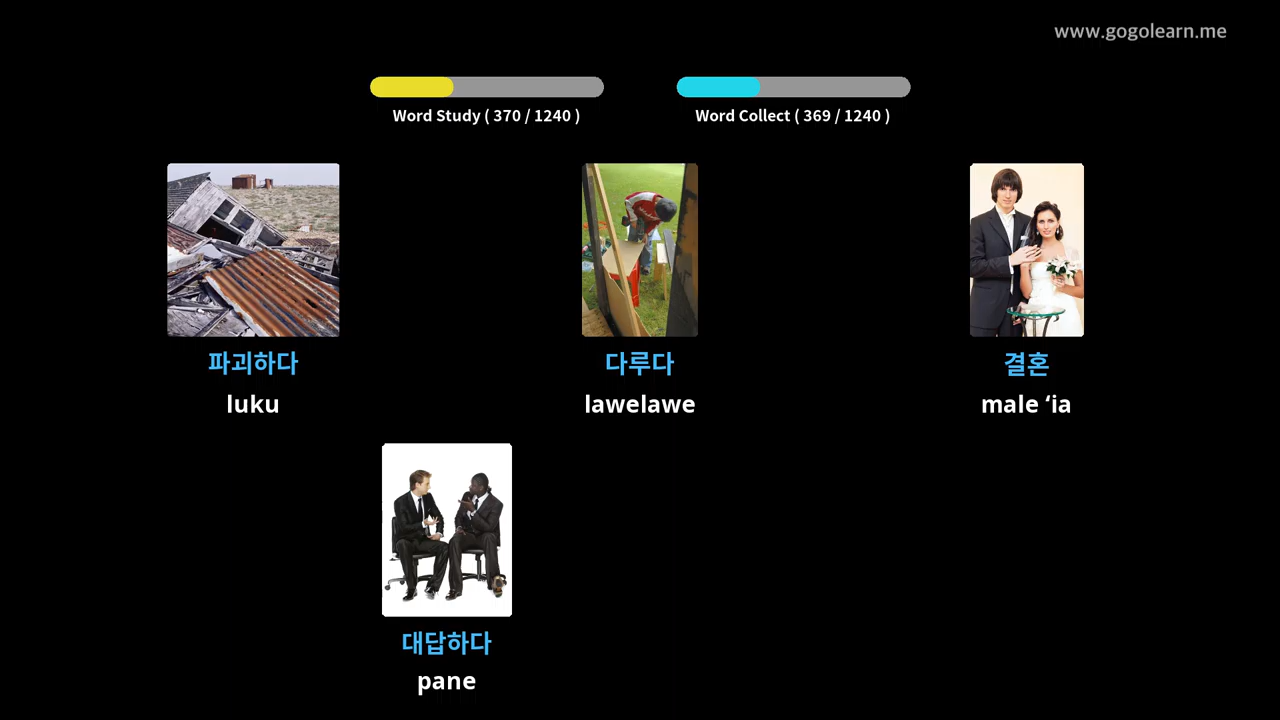 www.gogolearn.me
Word Study ( 370 / 1240 )
Word Collect ( 369 / 1240 )
파괴하다
luku
다루다
lawelawe
결혼
male ‘ia
대답하다
pane